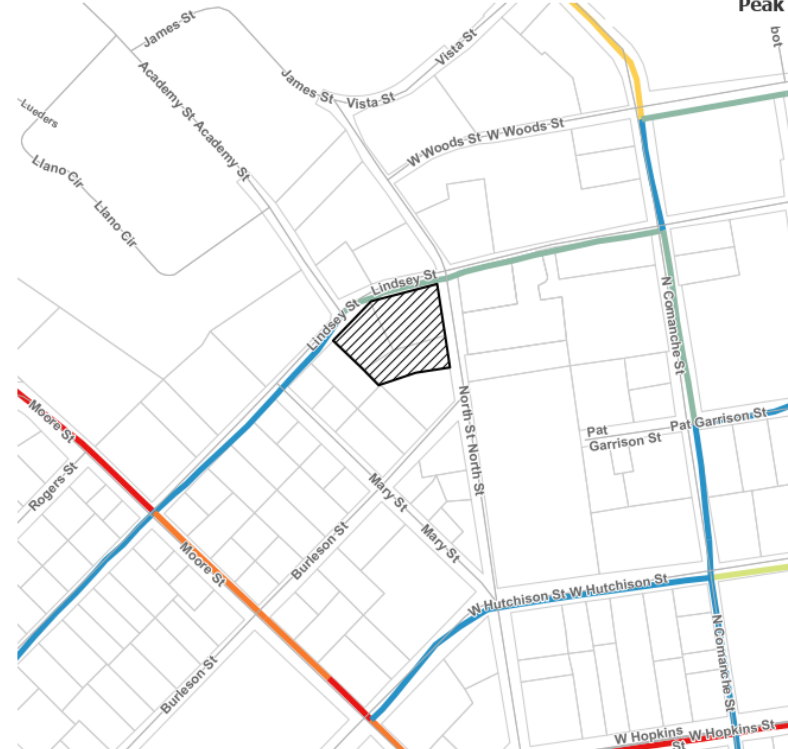 Peak
James St
bot
Vista St
Academy St
Academy St
James St
Vista St
Lueders
W Woods St
W Woods St
Llano Cir
Llano Cir
Lindsey St
Lindsey St
N Comanche St
Moore St
North St
North St
Pat
Garrison St
Pat Garrison St
Rogers St
Mary St
Mary St
Burleson St
Moore St
W Hutchison St
W Hutchison St
N Comanche St
Burleson St
W Hopkins
St
W Hopkins St